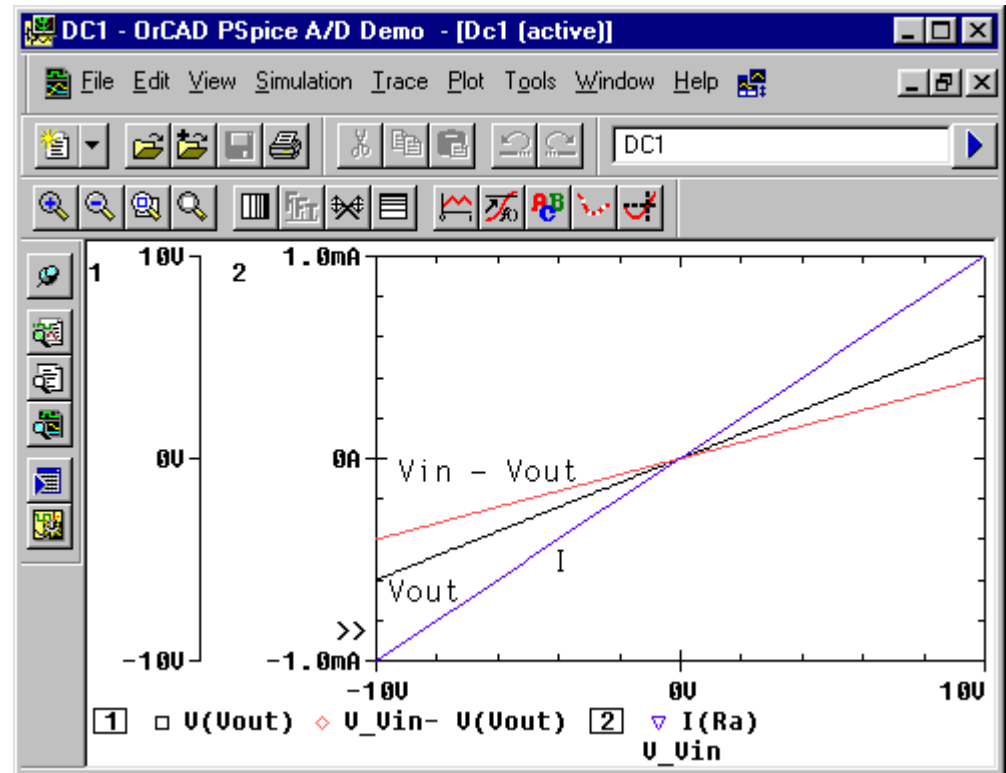 DC1 - OrCAD PSpice A/D Demo - [Dc1 (active)]
File Edit View Simulation Trace Plot Tools Window Help
DC1
FFT f() ABC
1 10V 2 1.0mA
0V 0A
Vin - Vout
I
Vout
>>
-10V -1.0mA
-10V 0V 10V
1 V(Vout) V_Vin- V(Vout) 2 I(Ra)
V_Vin